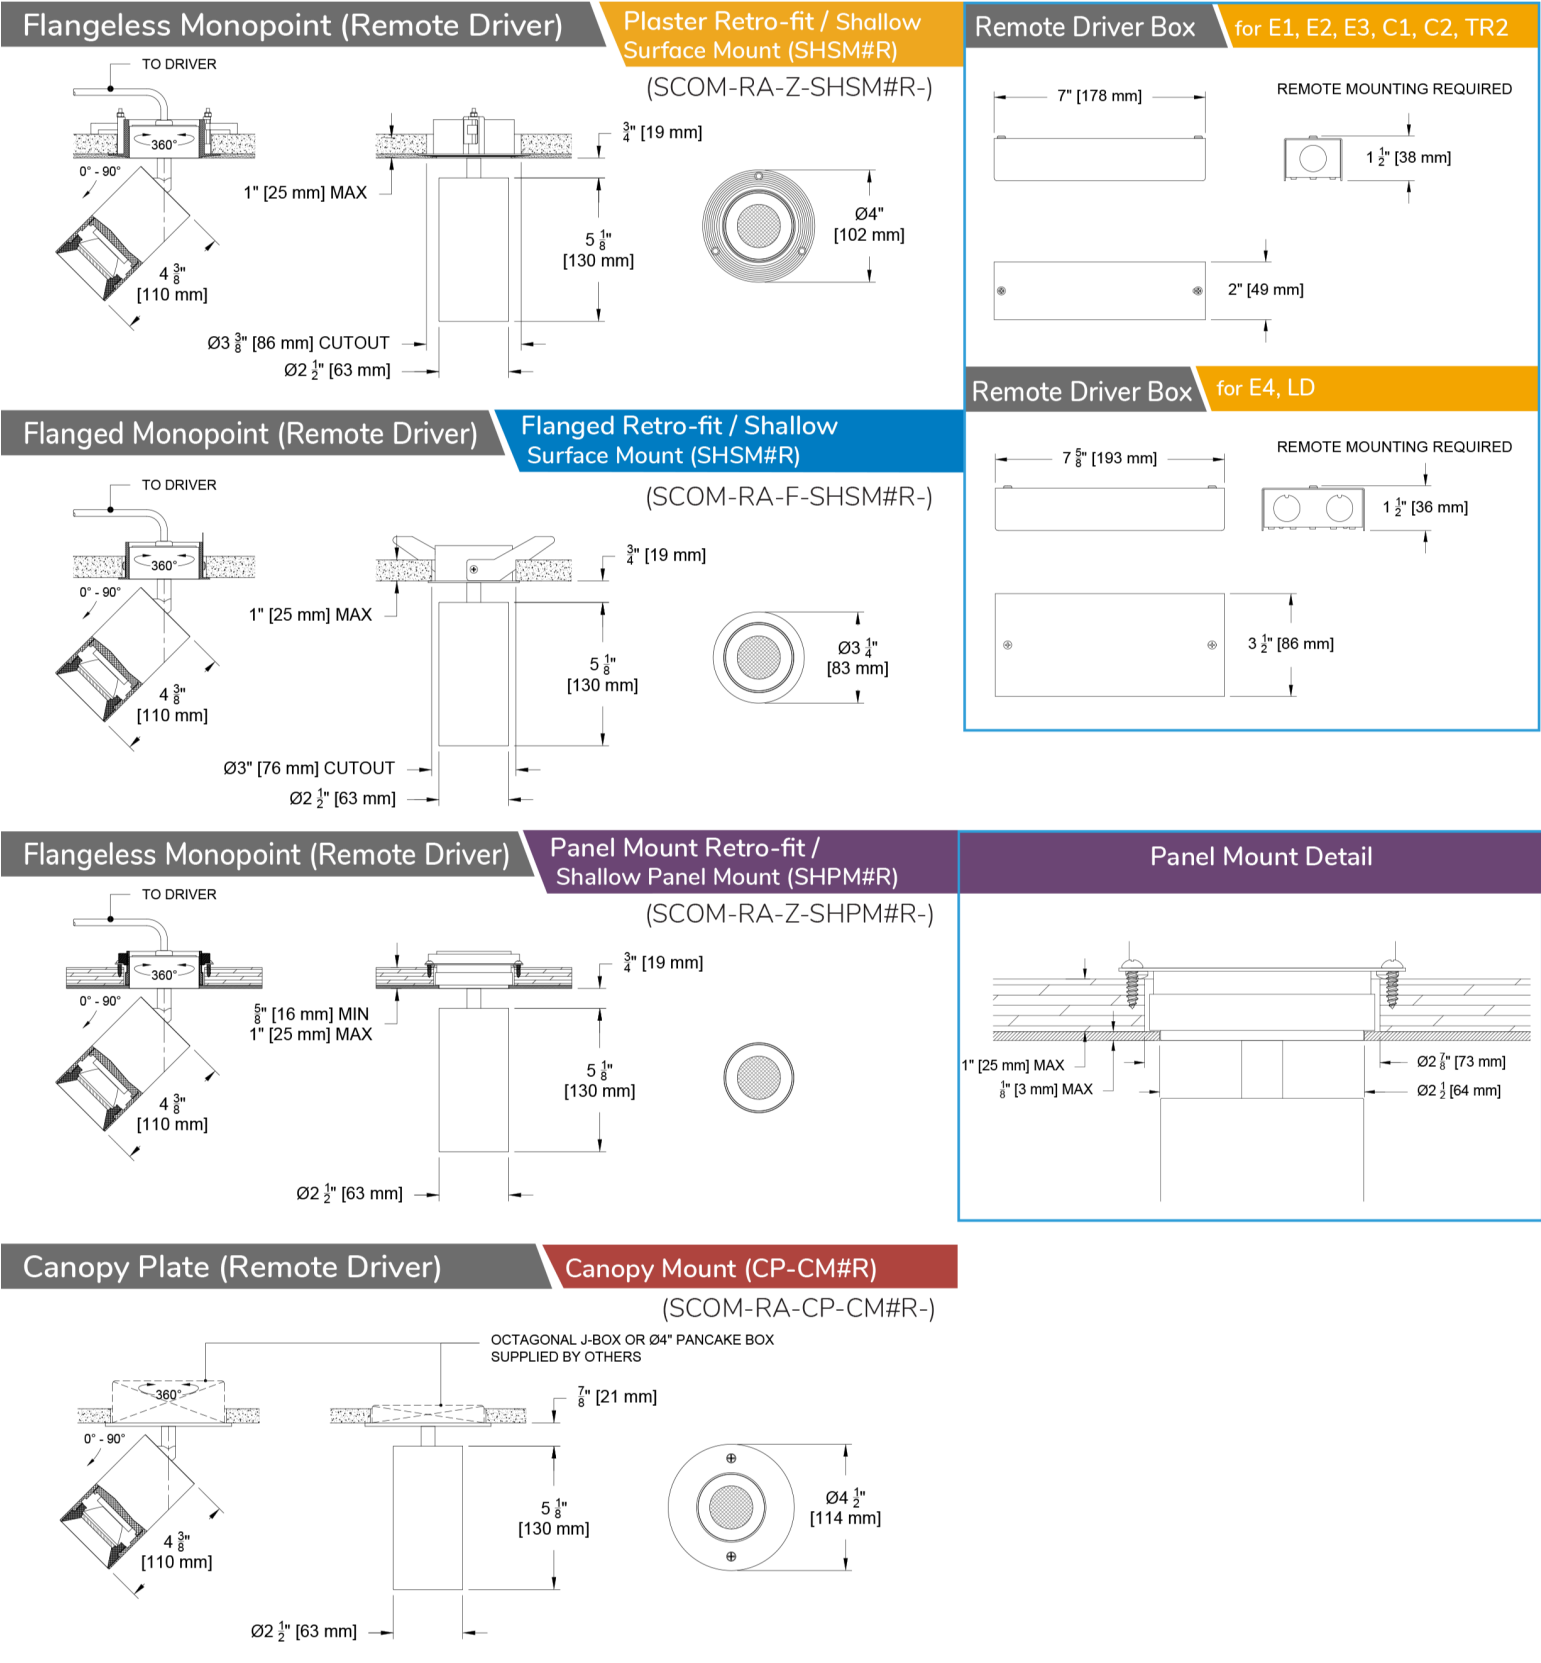 Flangeless Monopoint (Remote Driver)
Plaster Retro-fit / Shallow
Surface Mount (SHSM#R)
(SCOM-RA-Z-SHSM#R-)
TO DRIVER
360°
0° - 90°
4 3/8"
[110 mm]
1" [25 mm] MAX
3/4" [19 mm]
5 1/8"
[130 mm]
Ø4"
[102 mm]
Ø3 3/8" [86 mm] CUTOUT
Ø2 1/2" [63 mm]
Remote Driver Box
for E1, E2, E3, C1, C2, TR2
7" [178 mm]
REMOTE MOUNTING REQUIRED
1 1/2" [38 mm]
2" [49 mm]
Remote Driver Box
for E4, LD
7 5/8" [193 mm]
REMOTE MOUNTING REQUIRED
1 1/2" [36 mm]
3 1/2" [86 mm]
Flanged Monopoint (Remote Driver)
Flanged Retro-fit / Shallow
Surface Mount (SHSM#R)
(SCOM-RA-F-SHSM#R-)
TO DRIVER
360°
0° - 90°
4 3/8"
[110 mm]
1" [25 mm] MAX
3/4" [19 mm]
5 1/8"
[130 mm]
Ø3 1/4"
[83 mm]
Ø3" [76 mm] CUTOUT
Ø2 1/2" [63 mm]
Flangeless Monopoint (Remote Driver)
Panel Mount Retro-fit /
Shallow Panel Mount (SHPM#R)
(SCOM-RA-Z-SHPM#R-)
TO DRIVER
360°
0° - 90°
4 3/8"
[110 mm]
5/8" [16 mm] MIN
1" [25 mm] MAX
3/4" [19 mm]
5 1/8"
[130 mm]
Ø2 1/2" [63 mm]
Panel Mount Detail
1" [25 mm] MAX
1/8" [3 mm] MAX
Ø2 7/8" [73 mm]
Ø2 1/2 [64 mm]
Canopy Plate (Remote Driver)
Canopy Mount (CP-CM#R)
(SCOM-RA-CP-CM#R-)
OCTAGONAL J-BOX OR Ø4" PANCAKE BOX
SUPPLIED BY OTHERS
360°
0° - 90°
4 3/8"
[110 mm]
7/8" [21 mm]
5 1/8"
[130 mm]
Ø4 1/2"
[114 mm]
Ø2 1/2" [63 mm]